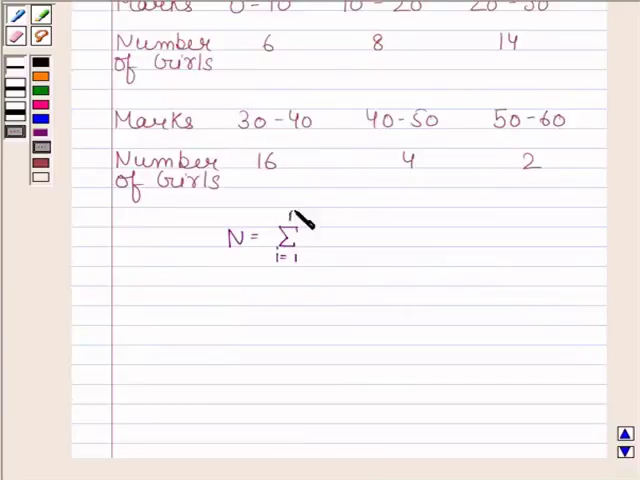 Marks 0-10 10-20 20-30
Number of Girls 6 8 14
Marks 30-40 40-50 50-60
Number of Girls 16 4 2
N = Σ
i=1